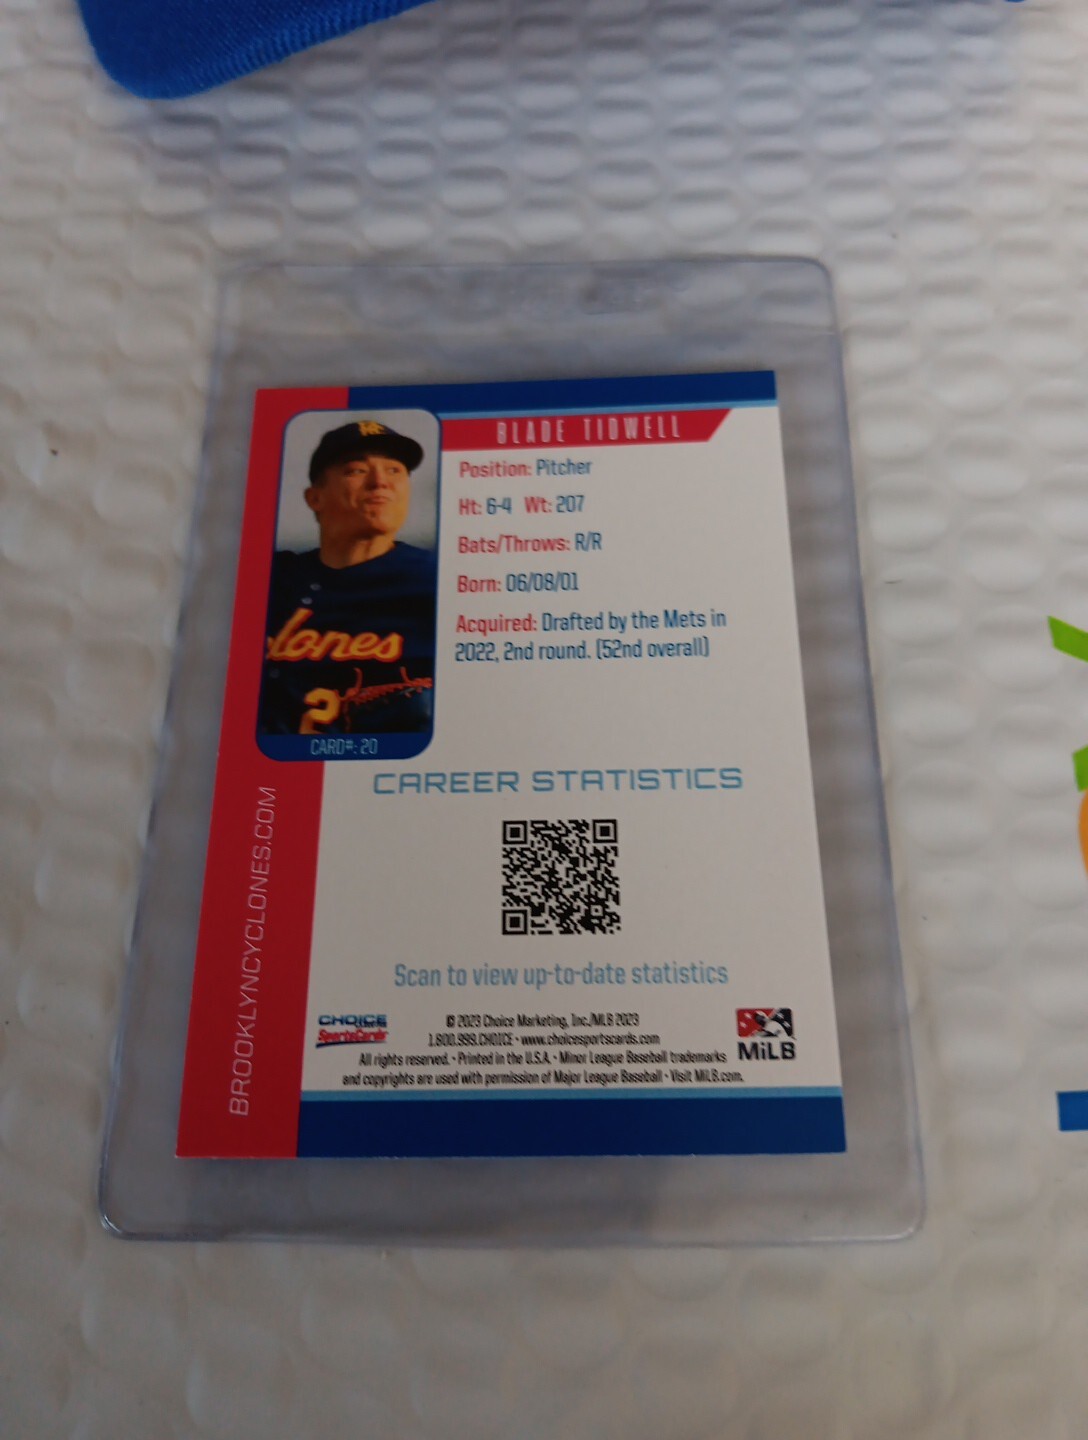 BLADE TIDWELL
Position: Pitcher
Ht: 6-4 Wt: 207
Bats/Throws: R/R
Born: 06/08/01
Acquired: Drafted by the Mets in
2022, 2nd round. (52nd overall)
lones
2
CARD#: 20
BROOKLYNCYCLONES.COM
CAREER STATISTICS
Scan to view up-to-date statistics
CHOICE
SportsCards
© 2023 Choice Marketing, Inc./MLB 2023
1.800.999.CHOICE • www.choicesportscards.com
All rights reserved. • Printed in the U.S.A. • Minor League Baseball trademarks
and copyrights are used with permission of Major League Baseball • Visit MiLB.com.
MiLB